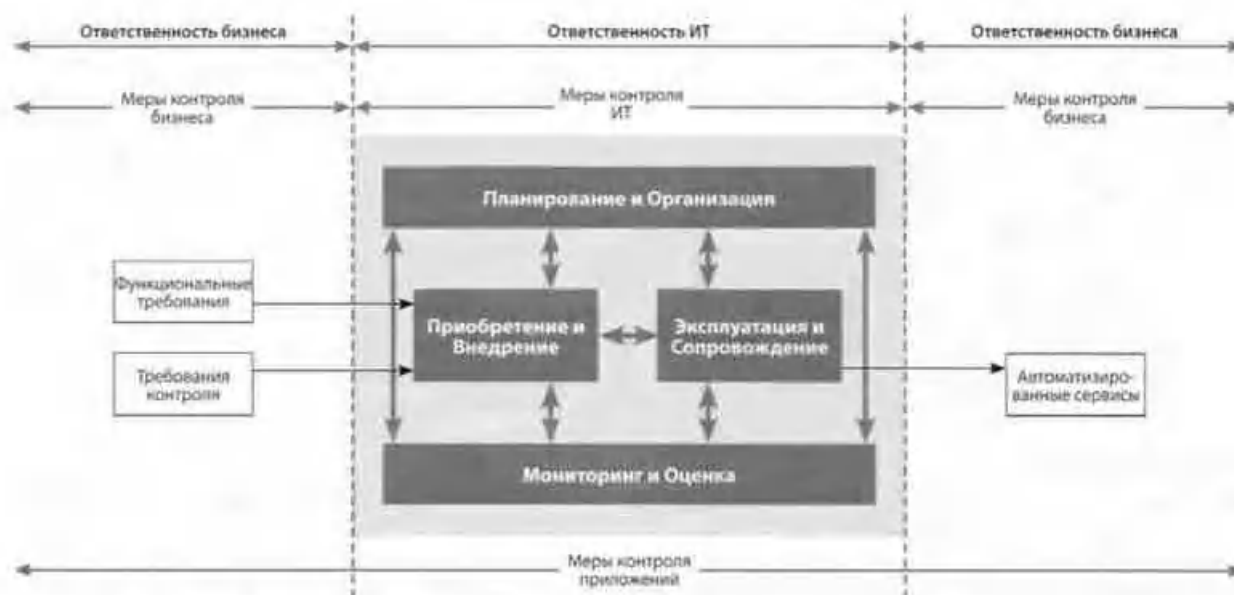 Ответственность бизнеса
Ответственность ИТ
Ответственность бизнеса
Меры контроля
бизнеса
Меры контроля
ИТ
Меры контроля
бизнеса
Планирование и Организация
Функциональные
требования
Приобретение и
Внедрение
Эксплуатация и
Сопровождение
Требования
контроля
Автоматизиро-
ванные сервисы
Мониторинг и Оценка
Меры контроля
приложений